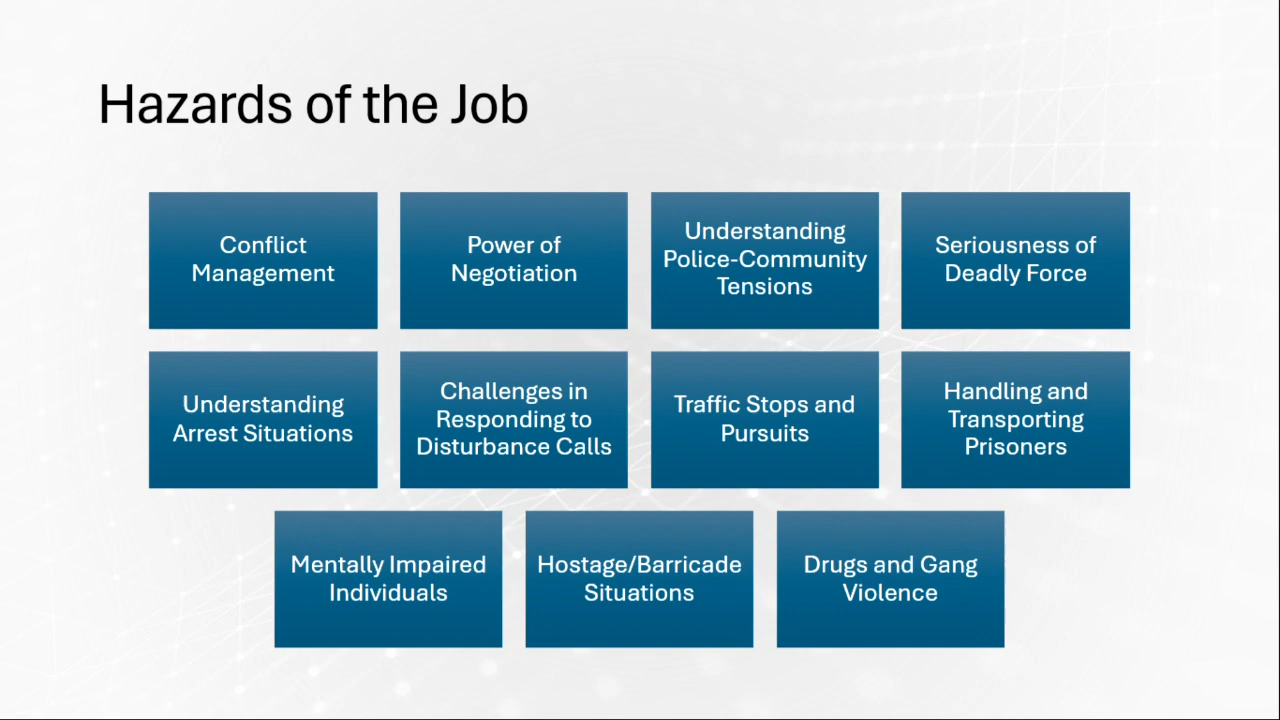 Hazards of the Job
Conflict
Management
Power of
Negotiation
Understanding
Police-Community
Tensions
Seriousness of
Deadly Force
Understanding
Arrest Situations
Challenges in
Responding to
Disturbance Calls
Traffic Stops and
Pursuits
Handling and
Transporting
Prisoners
Mentally Impaired
Individuals
Hostage/Barricade
Situations
Drugs and Gang
Violence